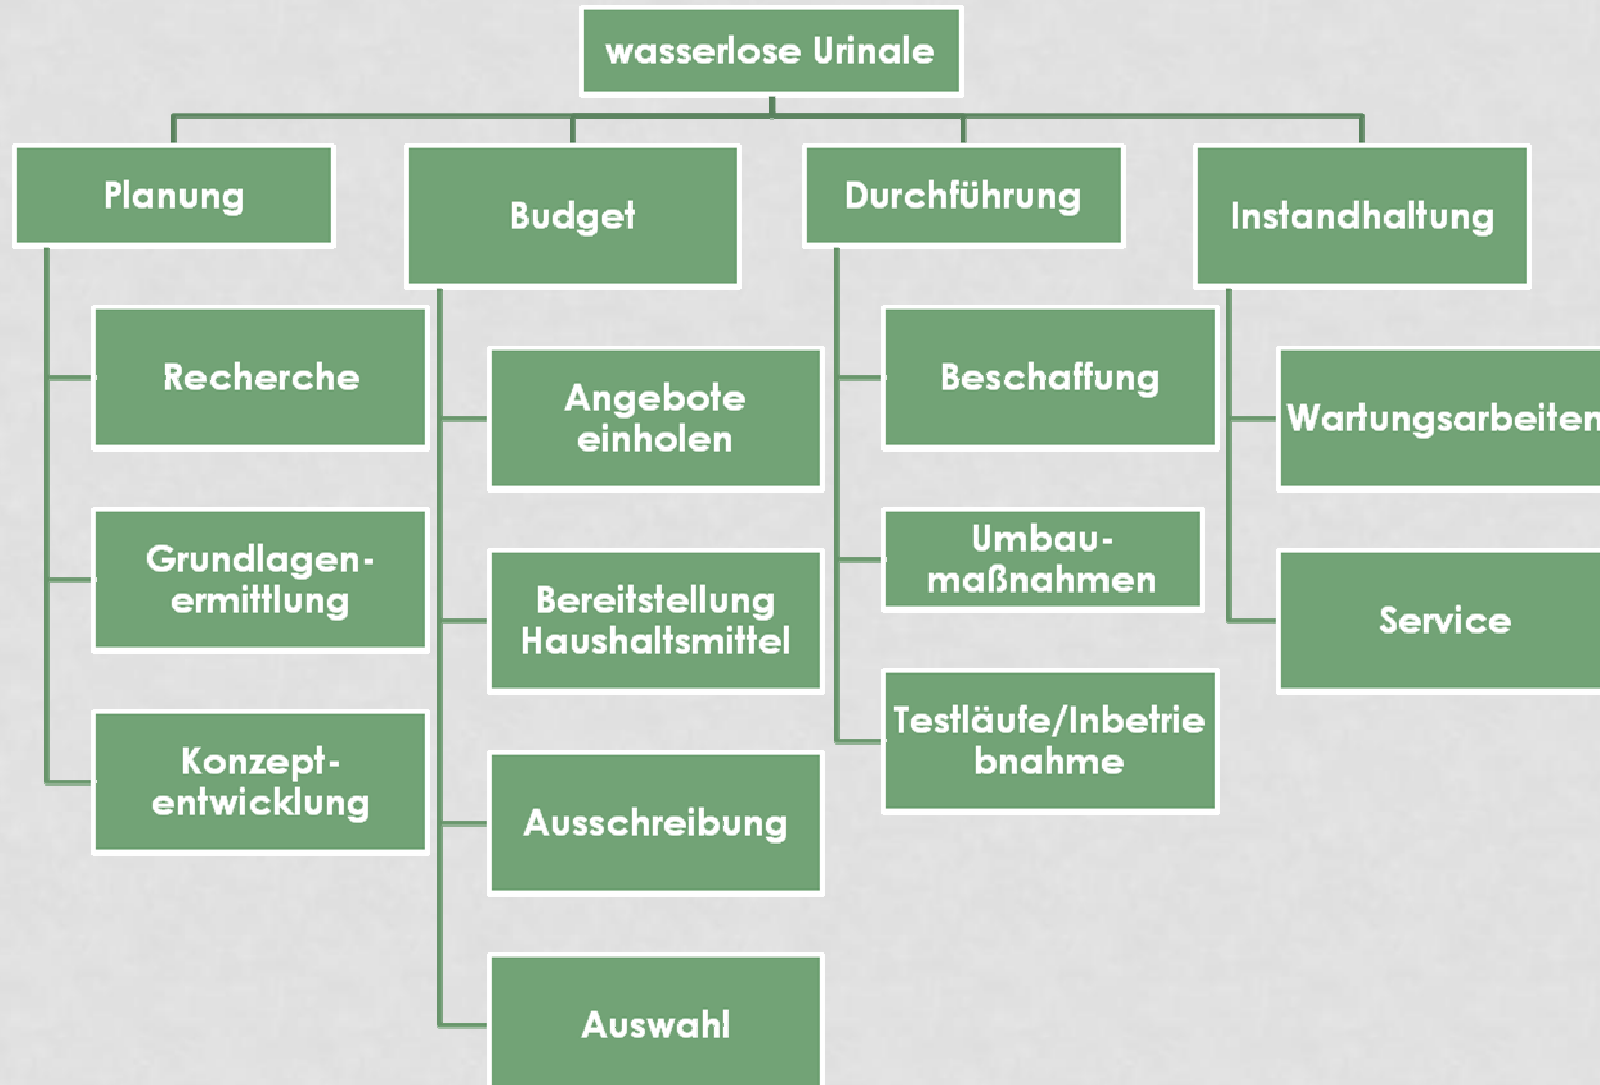 wasserlose Urinale
Planung
Recherche
Grundlagen-
ermittlung
Konzept-
entwicklung
Budget
Angebote
einholen
Bereitstellung
Haushaltsmittel
Ausschreibung
Auswahl
Durchführung
Beschaffung
Umbau-
maßnahmen
Testläufe/Inbetrie
bnahme
Instandhaltung
Wartungsarbeiten
Service